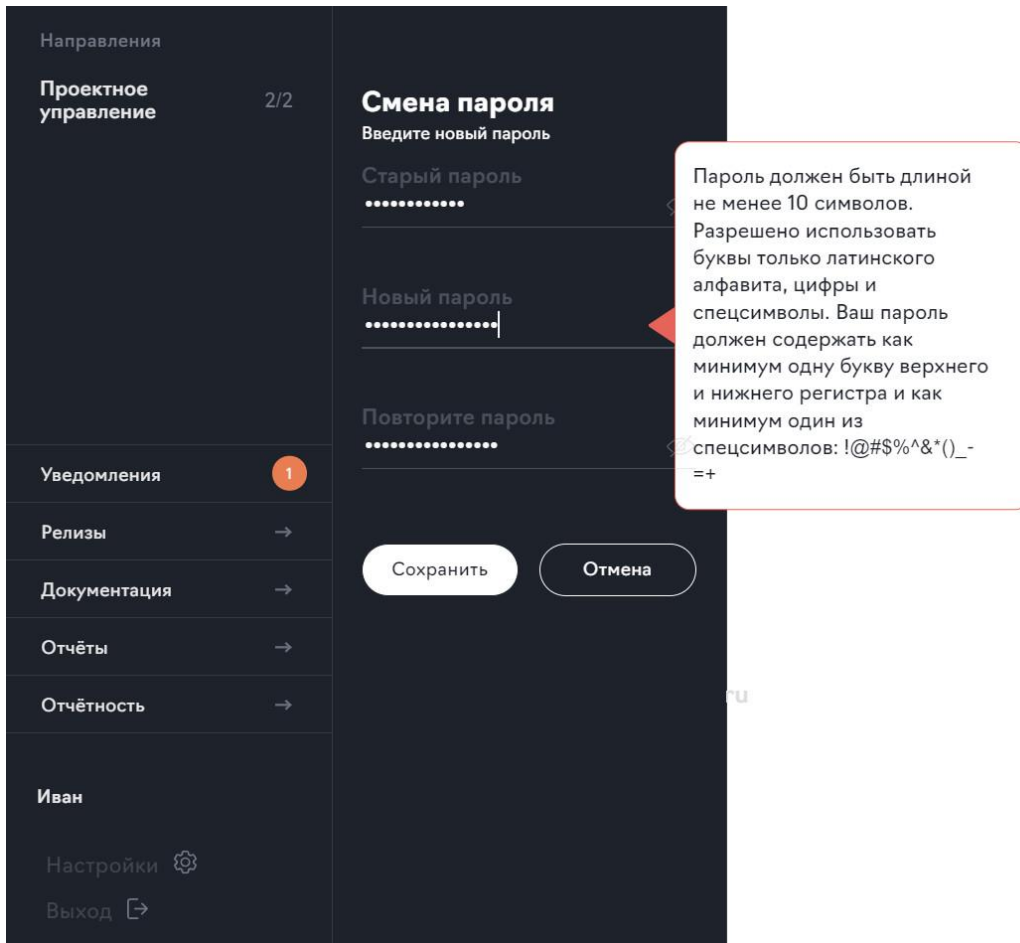 Направления
Проектное
управление
2/2
Уведомления
1
Релизы
Документация
Отчёты
Отчётность
Иван
Настройки
Выход
Смена пароля
Введите новый пароль
Старый пароль
••••••••••••
Новый пароль
••••••••••••••••
Повторите пароль
••••••••••••••••
Сохранить
Отмена
Пароль должен быть длиной
не менее 10 символов.
Разрешено использовать
буквы только латинского
алфавита, цифры и
спецсимволы. Ваш пароль
должен содержать как
минимум одну букву верхнего
и нижнего регистра и как
минимум один из
спецсимволов: !@#$%^&*()_-
=+
ru